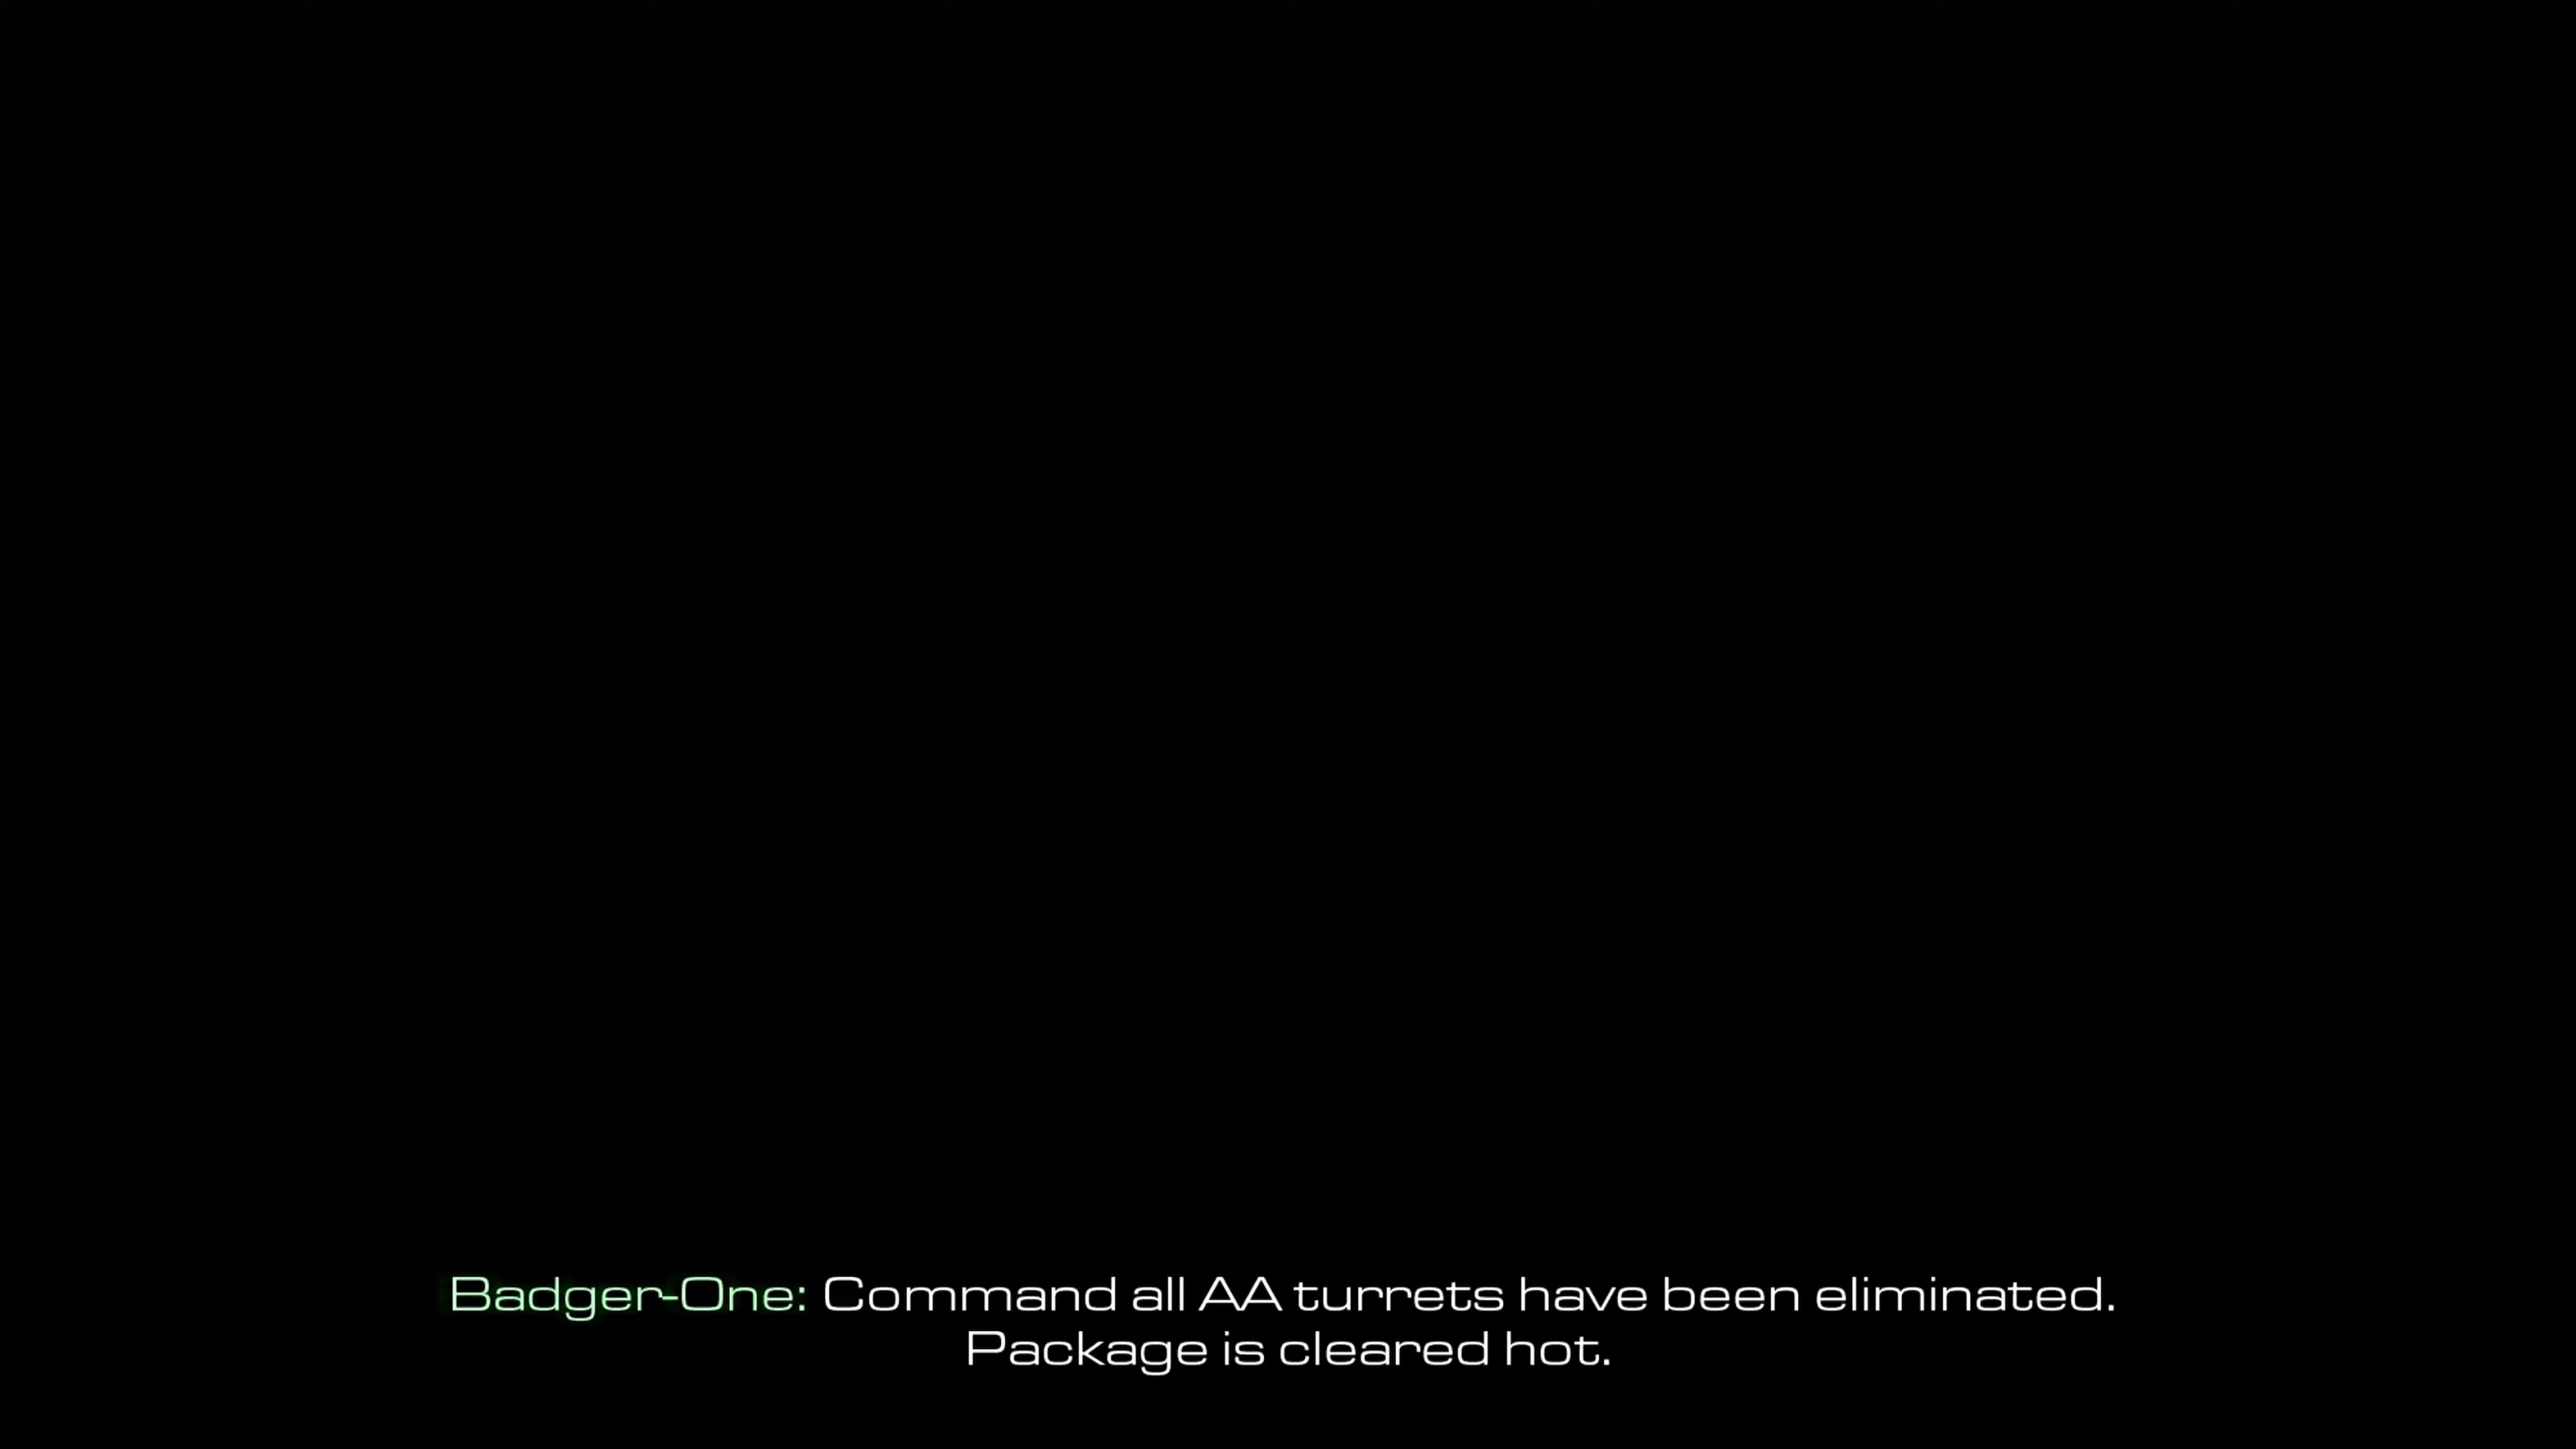 Badger-One: Command all AA turrets have been eliminated.
Package is cleared hot.